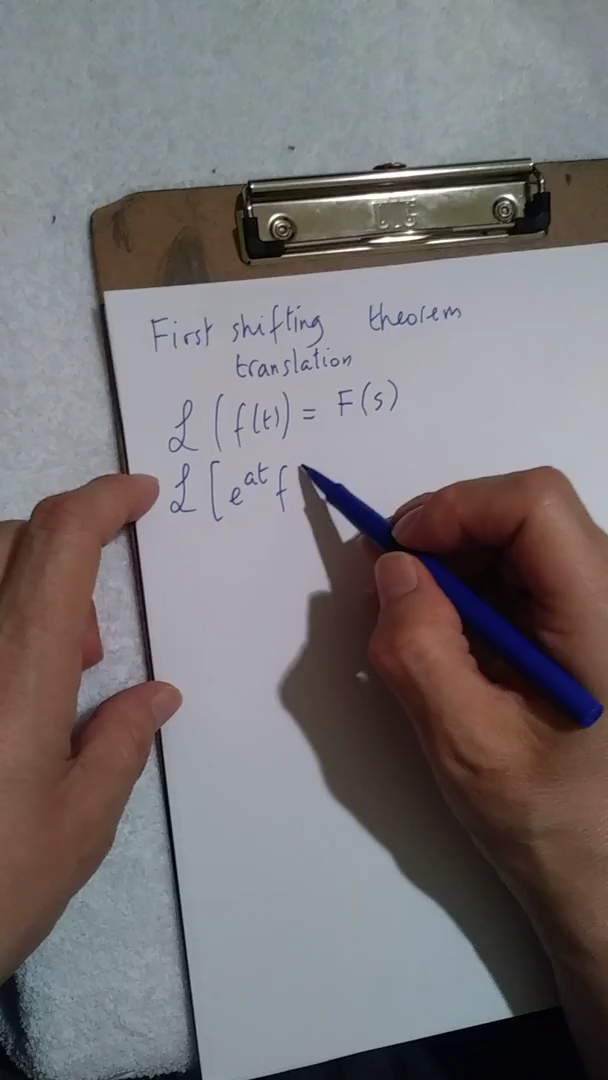 First shifting theorem
translation
ℒ (f(t) = F(s)
ℒ [e^{at} f